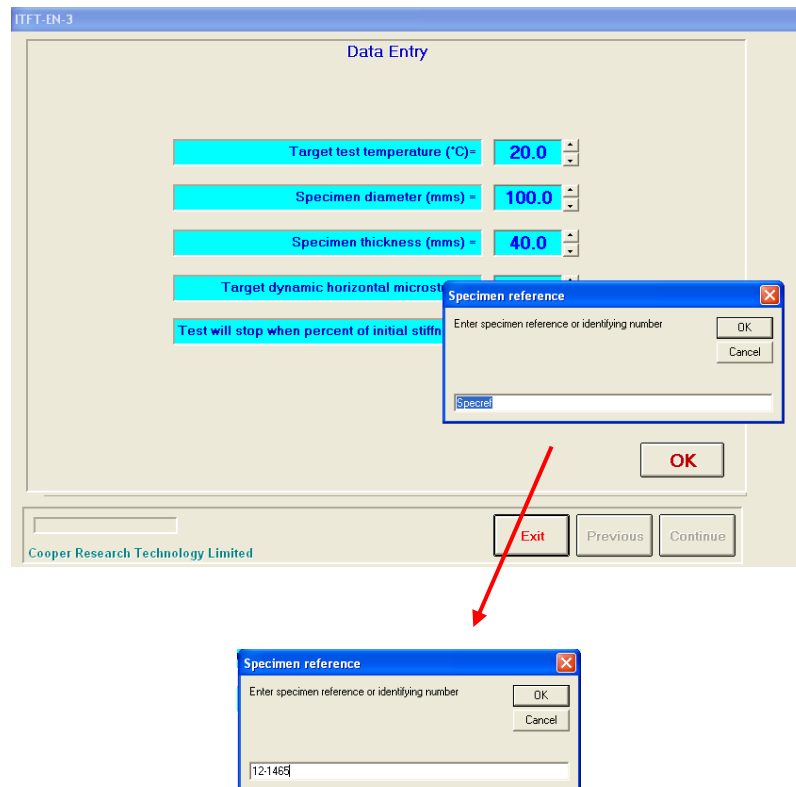 ITFT-EN-3
Data Entry
Target test temperature (°C)= 20.0
Specimen diameter (mms) = 100.0
Specimen thickness (mms) = 40.0
Target dynamic horizontal
Test will stop when percent of initial
Specimen reference
Enter specimen reference or identifying number
OK
Cancel
Specref
OK
Exit
Previous
Continue
Cooper Research Technology Limited
Specimen reference
Enter specimen reference or identifying number
OK
Cancel
12-1465